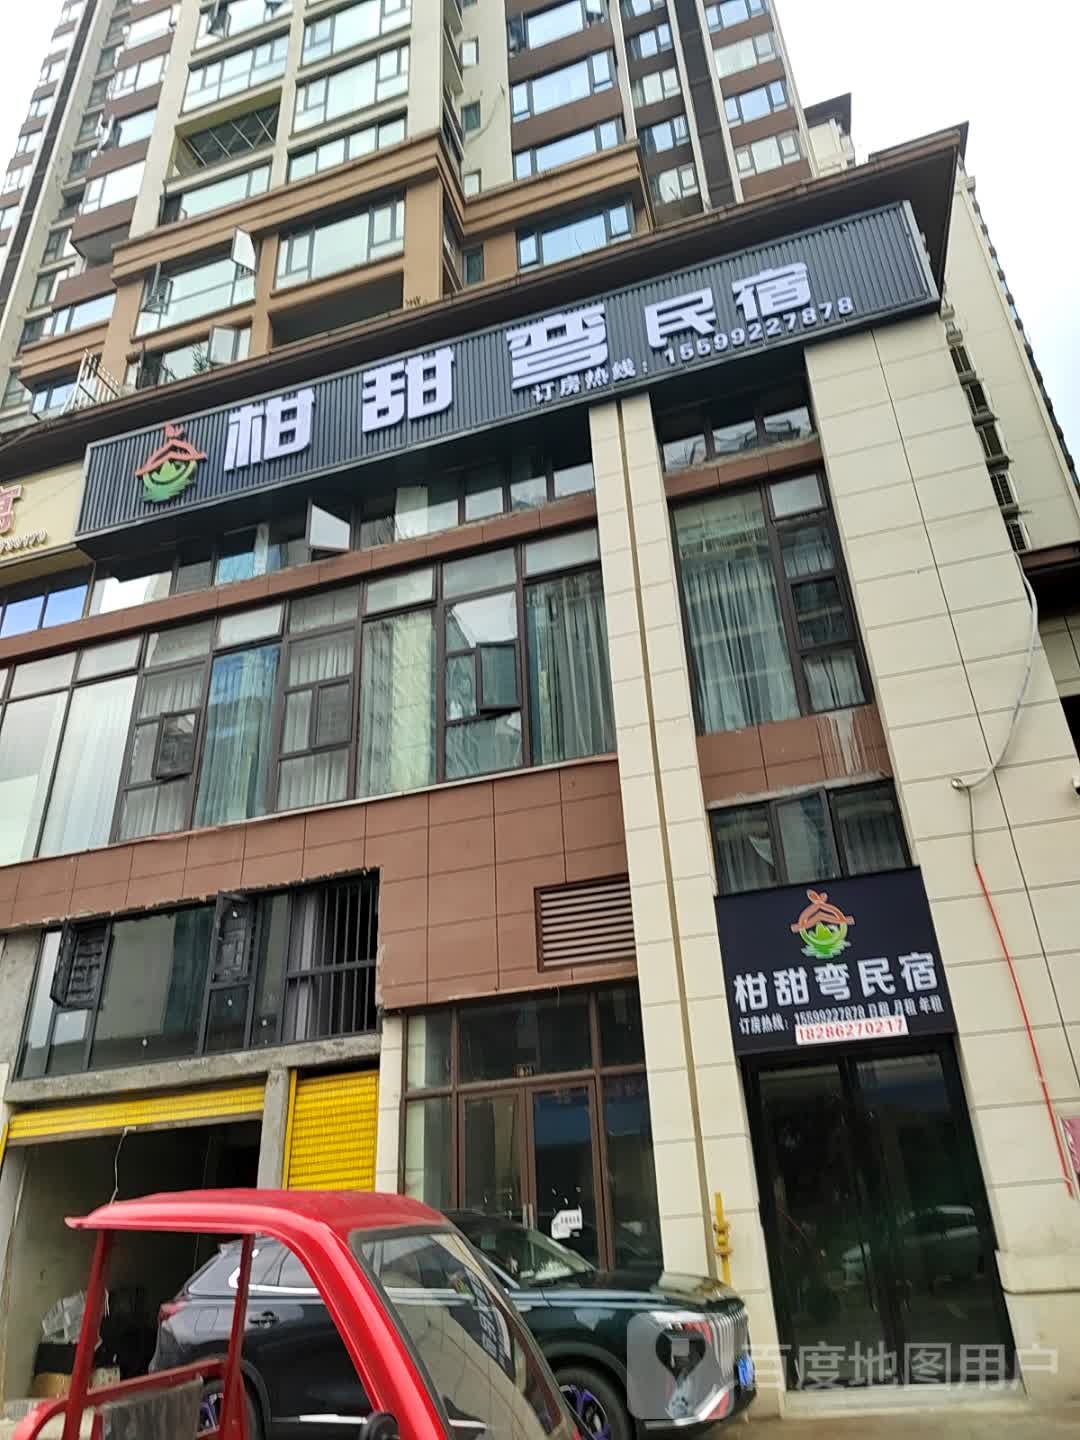 柑甜弯民宿
订房热线：15599227878
柑甜弯民宿
订房热线：15599227878 日租 月租 年租
18286270217
百度地图用户